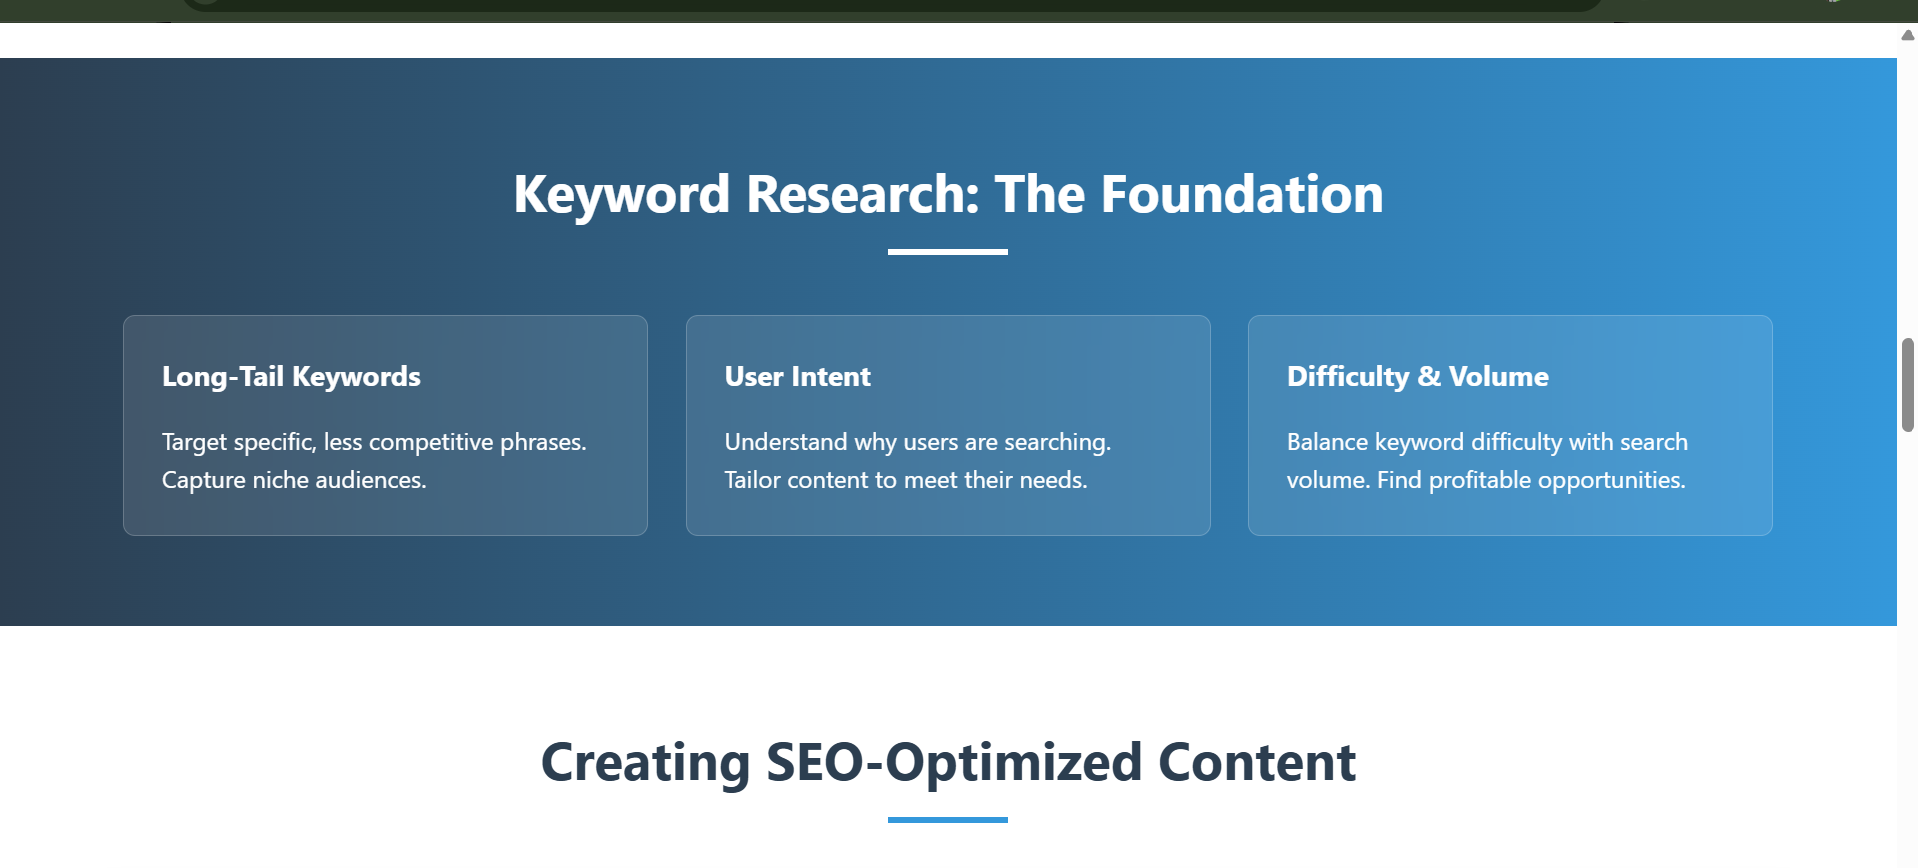 Keyword Research: The Foundation
Long-Tail Keywords
Target specific, less competitive phrases.
Capture niche audiences.
User Intent
Understand why users are searching.
Tailor content to meet their needs.
Difficulty & Volume
Balance keyword difficulty with search
volume. Find profitable opportunities.
Creating SEO-Optimized Content